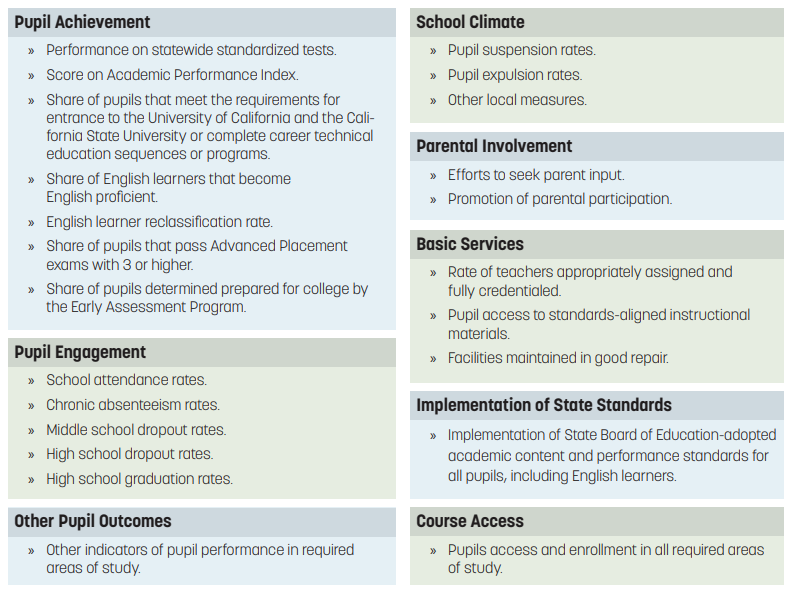 Pupil Achievement
» Performance on statewide standardized tests.
» Score on Academic Performance Index.
» Share of pupils that meet the requirements for
entrance to the University of California and the Cali-
fornia State University or complete career technical
education sequences or programs.
» Share of English learners that become
English proficient.
» English learner reclassification rate.
» Share of pupils that pass Advanced Placement
exams with 3 or higher.
» Share of pupils determined prepared for college by
the Early Assessment Program.
Pupil Engagement
» School attendance rates.
» Chronic absenteeism rates.
» Middle school dropout rates.
» High school dropout rates.
» High school graduation rates.
Other Pupil Outcomes
» Other indicators of pupil performance in required
areas of study.
School Climate
» Pupil suspension rates.
» Pupil expulsion rates.
» Other local measures.
Parental Involvement
» Efforts to seek parent input.
» Promotion of parental participation.
Basic Services
» Rate of teachers appropriately assigned and
fully credentialed.
» Pupil access to standards-aligned instructional
materials.
» Facilities maintained in good repair.
Implementation of State Standards
» Implementation of State Board of Education-adopted
academic content and performance standards for
all pupils, including English learners.
Course Access
» Pupils access and enrollment in all required areas
of study.